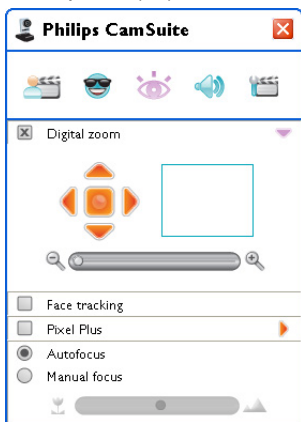 Philips CamSuite
Digital zoom
Face tracking
Pixel Plus
Autofocus
Manual focus